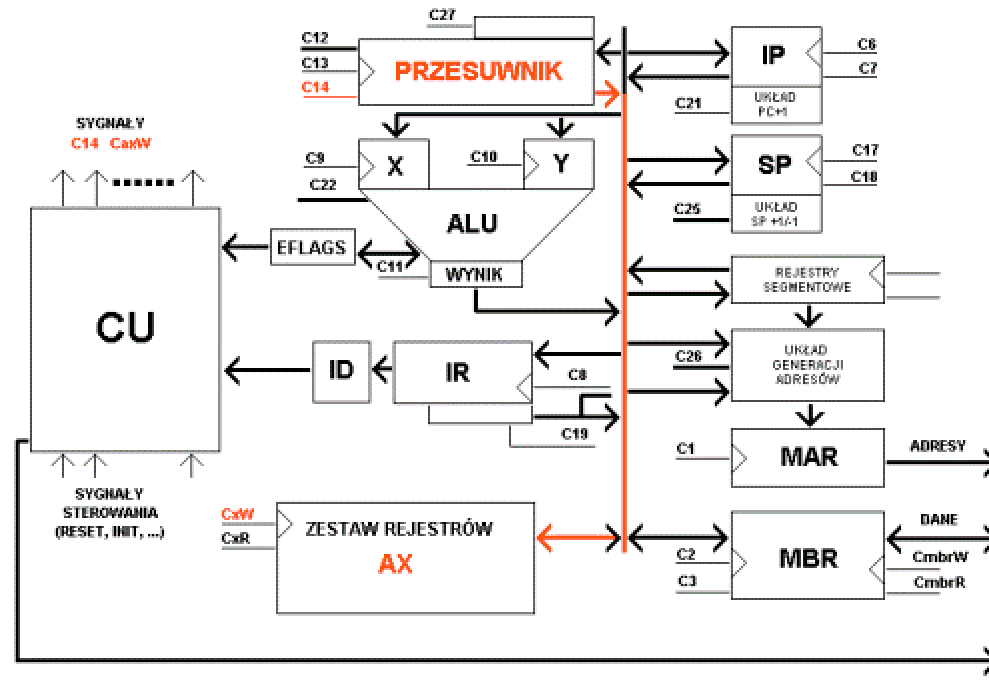 C27
C12
C13
C14
PRZESUWNIK
IP
C6
C7
C21
UKŁAD
PC+1
SYGNAŁY
C14 CaxW
C9
X
C10
Y
C22
ALU
SP
C17
C18
C25
UKŁAD
SP +1/-1
EFLAGS
C11
WYNIK
REJESTRY
SEGMENTOWE
CU
ID
IR
C8
C19
C26
UKŁAD
GENERACJI
ADRESÓW
C1
MAR
ADRESY
SYGNAŁY
STEROWANIA
(RESET, INIT, ...)
CxW
CxR
ZESTAW REJESTRÓW
AX
C2
C3
MBR
DANE
CmbrW
CmbrR